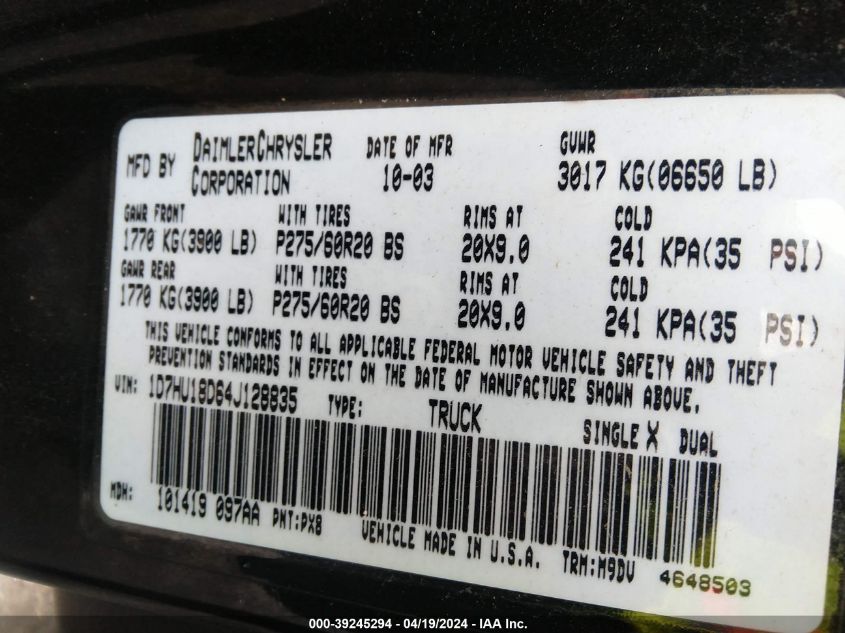 MFD BY DAIMLERCHRYSLER CORPORATION DATE OF MFR 10-03 GVWR 3017 KG(06650 LB)
GAWR FRONT WITH TIRES RIMS AT COLD
1770 KG(3900 LB) P275/60R20 BS 20X9.0 241 KPA(35 PSI)
GAWR REAR WITH TIRES RIMS AT COLD
1770 KG(3900 LB) P275/60R20 BS 20X9.0 241 KPA(35 PSI)
THIS VEHICLE CONFORMS TO ALL APPLICABLE FEDERAL MOTOR VEHICLE SAFETY AND THEFT
PREVENTION STANDARDS IN EFFECT ON THE DATE OF MANUFACTURE SHOWN ABOVE.
VIN: 1D7HU18D64J128835 TYPE: TRUCK SINGLE X DUAL
MDH: 101419 097AA PNT:PX8 VEHICLE MADE IN U.S.A. TRM:M9DV 4648503
000-39245294 - 04/19/2024 - IAA Inc.